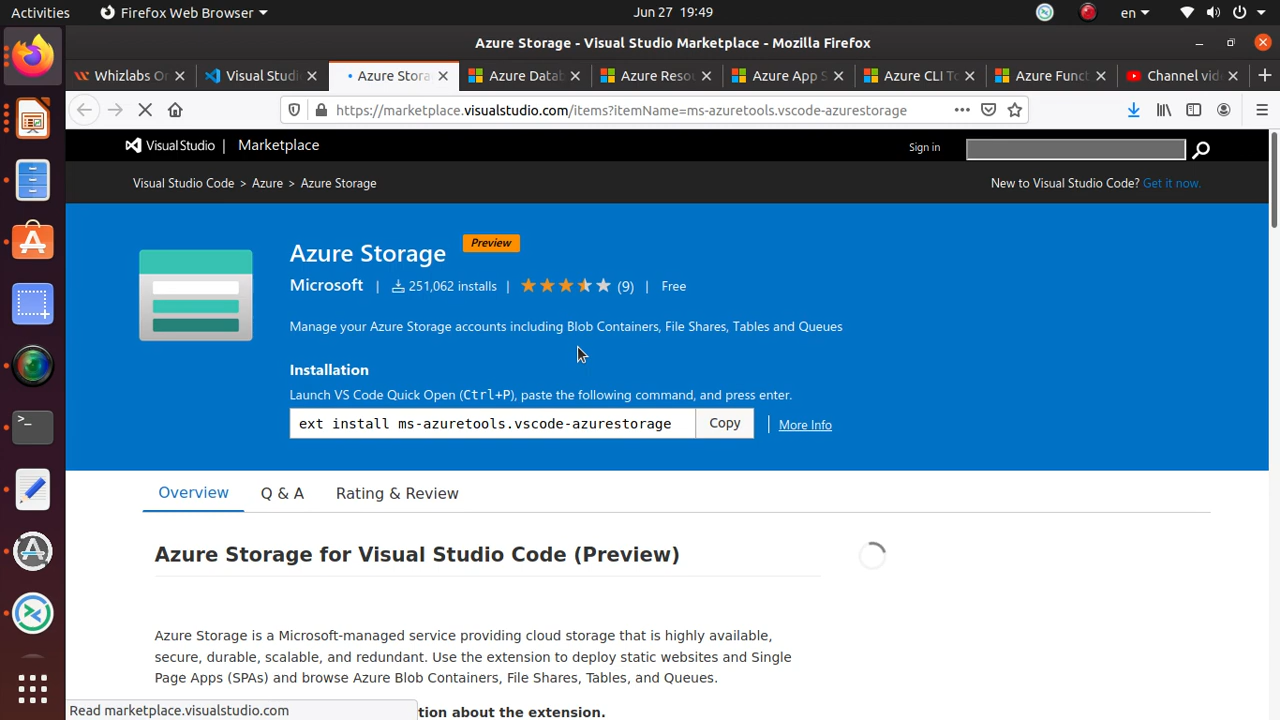 Activities
Firefox Web Browser
Jun 27 19:49
en
Azure Storage - Visual Studio Marketplace - Mozilla Firefox
Whizlabs O
Visual Studi
Azure Stora
Azure Datab
Azure Reso
Azure App S
Azure CLI T
Azure Funct
Channel vid
https://marketplace.visualstudio.com/items?itemName=ms-azuretools.vscode-azurestorage
Visual Studio | Marketplace
Sign in
Visual Studio Code > Azure > Azure Storage
New to Visual Studio Code? Get it now.
Azure Storage
Preview
Microsoft | 251,062 installs | (9) | Free
Manage your Azure Storage accounts including Blob Containers, File Shares, Tables and Queues
Installation
Launch VS Code Quick Open (Ctrl+P), paste the following command, and press enter.
ext install ms-azuretools.vscode-azurestorage
Copy
More Info
Overview
Q & A
Rating & Review
Azure Storage for Visual Studio Code (Preview)
Azure Storage is a Microsoft-managed service providing cloud storage that is highly available,
secure, durable, scalable, and redundant. Use the extension to deploy static websites and Single
Page Apps (SPAs) and browse Azure Blob Containers, File Shares, Tables, and Queues.
Read marketplace.visualstudio.com
tion about the extension.